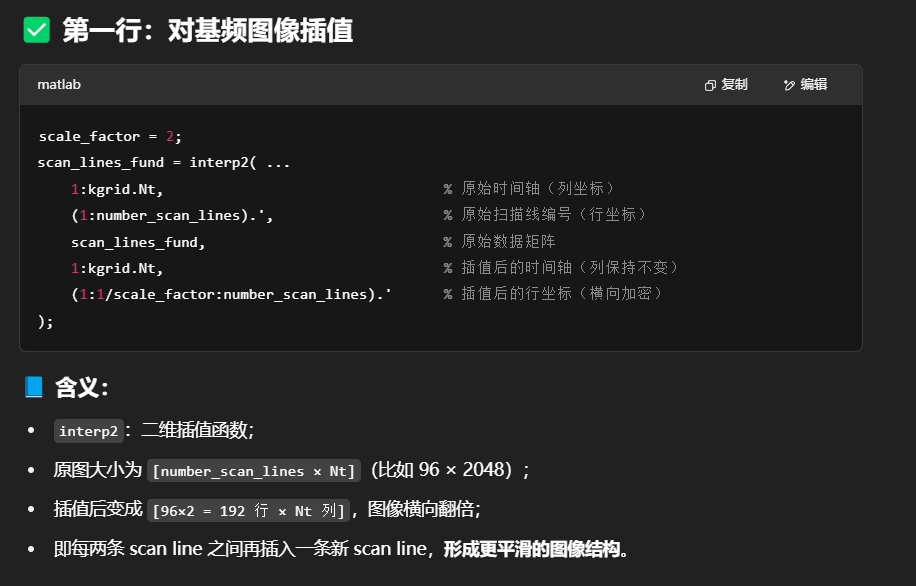 ✅ 第一行：对基频图像插值
matlab 复制 编辑
scale_factor = 2;
scan_lines_fund = interp2( ...
1:kgrid.Nt, % 原始时间轴（列坐标）
(1:number_scan_lines).', % 原始扫描线编号（行坐标）
scan_lines_fund, % 原始数据矩阵
1:kgrid.Nt, % 插值后的时间轴（列保持不变）
(1:1/scale_factor:number_scan_lines).' % 插值后的行坐标（横向加密）
);
📘 含义：
• interp2：二维插值函数；
• 原图大小为 [number_scan_lines × Nt]（比如 96 × 2048）；
• 插值后变成 [96×2 = 192 行 × Nt 列]，图像横向翻倍；
• 即每两条 scan line 之间再插入一条新 scan line，形成更平滑的图像结构。